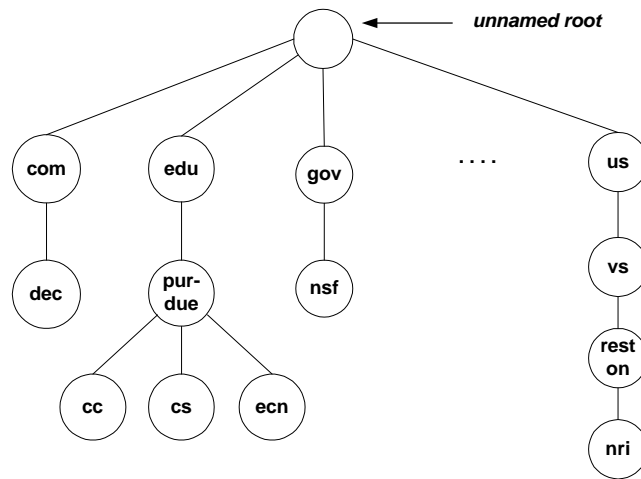 unnamed root
com
edu
gov
. . . .
us
dec
pur-
due
nsf
vs
rest
on
cc
cs
ecn
nri